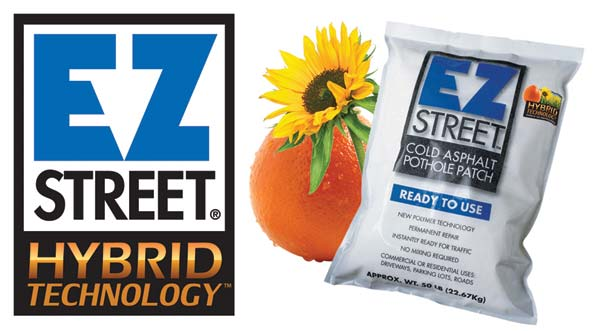 EZ
STREET®
HYBRID
TECHNOLOGY™
EZ
STREET
COLD ASPHALT
POTHOLE PATCH
HYBRID
TECHNOLOGY
READY TO USE
NEW POLYMER TECHNOLOGY
PERMANENT REPAIR
INSTANTLY READY FOR TRAFFIC
NO MIXING REQUIRED
COMMERCIAL OR RESIDENTIAL USES:
DRIVEWAYS, PARKING LOTS, ROADS
APPROX. WT. 50 LB (22.67Kg)